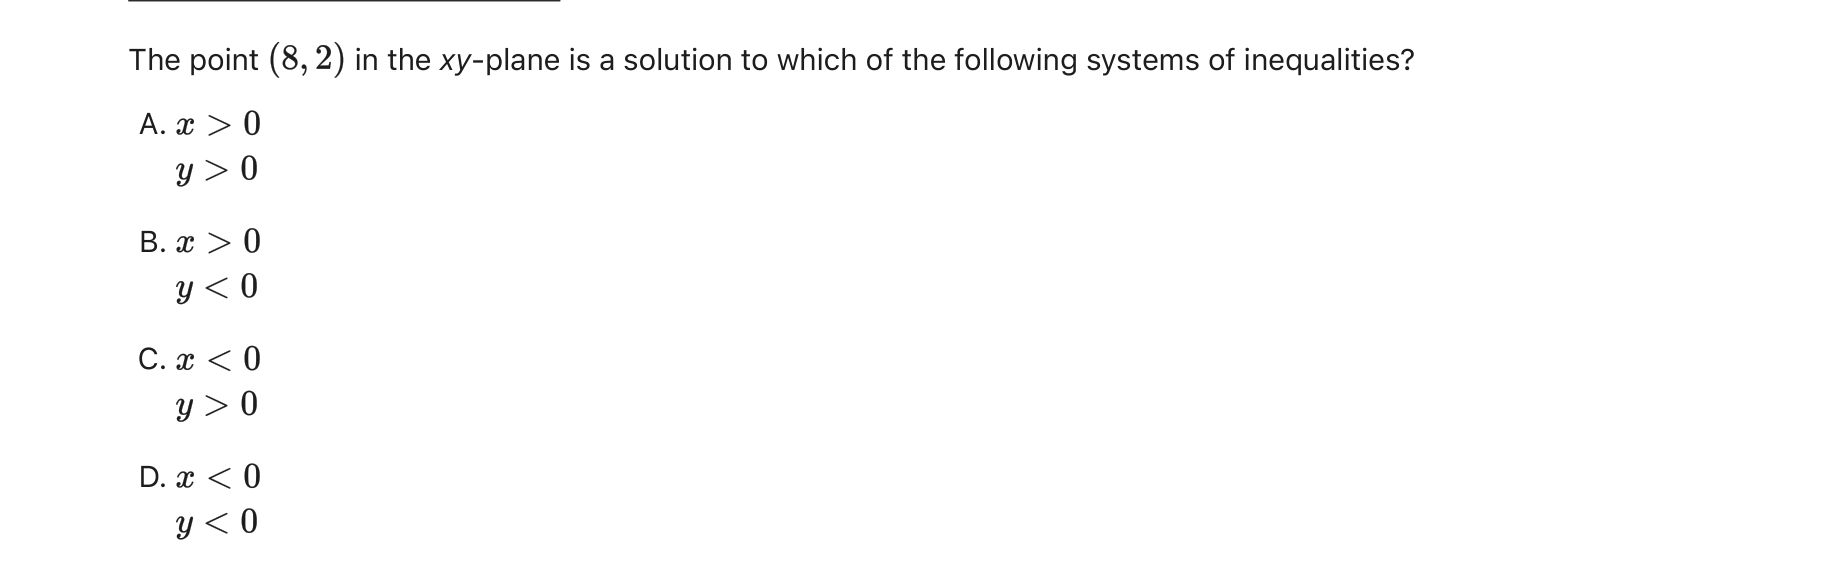 The point (8, 2) in the xy-plane is a solution to which of the following systems of inequalities?
A. x > 0
y > 0
B. x > 0
y < 0
C. x < 0
y > 0
D. x < 0
y < 0